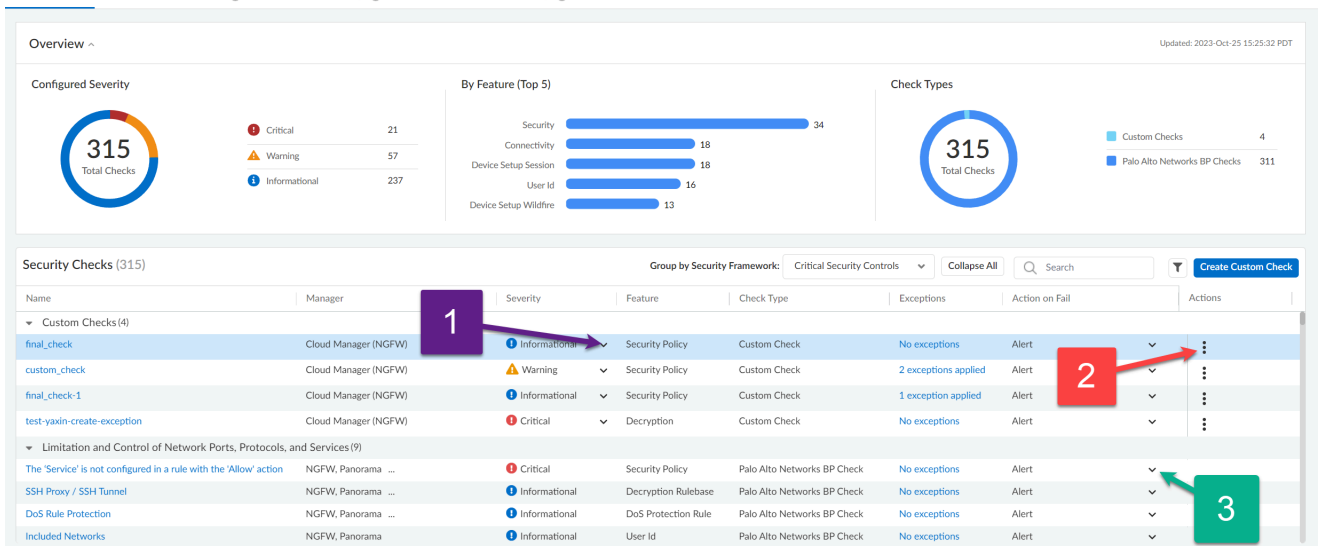 Overview
Updated: 2023-Oct-25 15:25:32 PDT
Configured Severity
315
Total Checks
Critical 21
Warning 57
Informational 237
By Feature (Top 5)
Security 34
Connectivity 18
Device Setup Session 18
User Id 16
Device Setup Wildfire 13
Check Types
315
Total Checks
Custom Checks 4
Palo Alto Networks BP Checks 311
Security Checks (315)
Group by Security Framework: Critical Security Controls Collapse All Search Create Custom Check
Name Manager Severity Feature Check Type Exceptions Action on Fail Actions
Custom Checks (4)
1
final_check Cloud Manager (NGFW) Informational Security Policy Custom Check No exceptions Alert
2
custom_check Cloud Manager (NGFW) Warning Security Policy Custom Check 2 exceptions applied Alert
final_check-1 Cloud Manager (NGFW) Informational Security Policy Custom Check 1 exception applied Alert
test-yaxin-create-exception Cloud Manager (NGFW) Critical Decryption Custom Check No exceptions Alert
Limitation and Control of Network Ports, Protocols, and Services (9)
The 'Service' is not configured in a rule with the 'Allow' action NGFW, Panorama ... Critical Security Policy Palo Alto Networks BP Check No exceptions Alert
SSH Proxy / SSH Tunnel NGFW, Panorama ... Informational Decryption Rulebase Palo Alto Networks BP Check No exceptions Alert
3
DoS Rule Protection NGFW, Panorama ... Informational DoS Protection Rule Palo Alto Networks BP Check No exceptions Alert
Included Networks NGFW, Panorama Informational User Id Palo Alto Networks BP Check No exceptions Alert